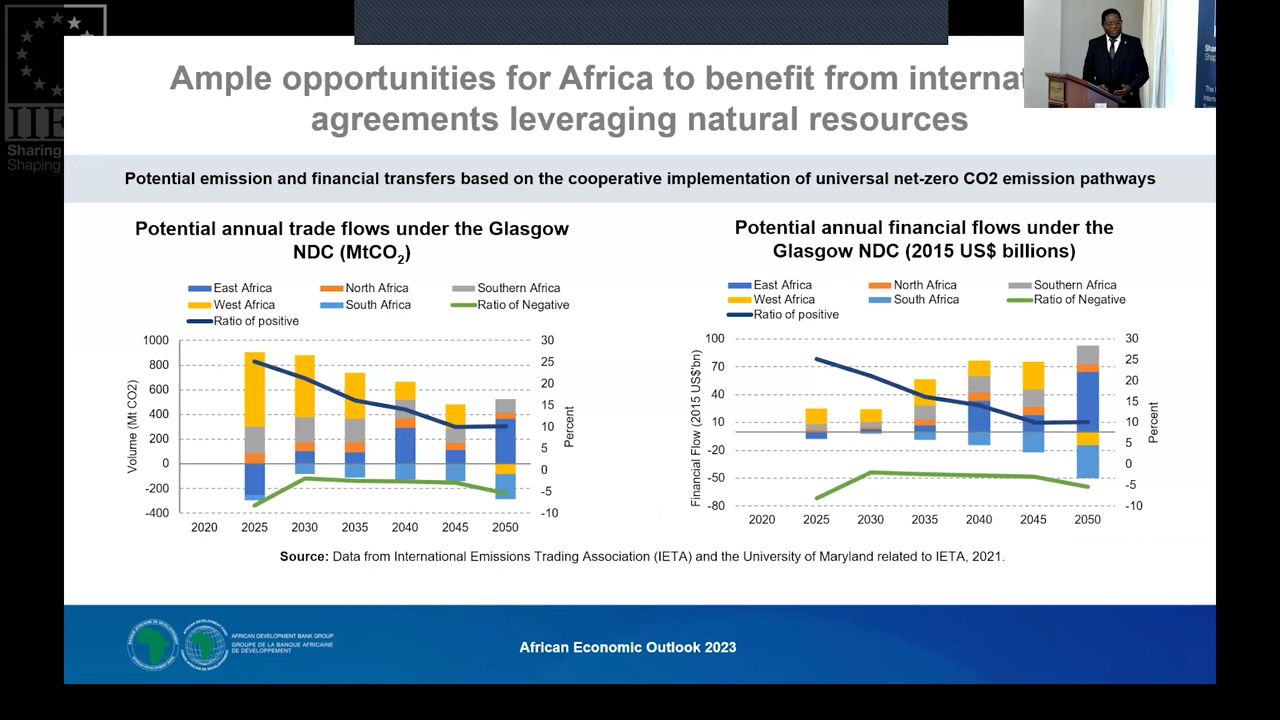 IIE
Sharing
Shaping
Ample opportunities for Africa to benefit from internat
agreements leveraging natural resources
Potential emission and financial transfers based on the cooperative implementation of universal net-zero CO2 emission pathways
Potential annual trade flows under the Glasgow
NDC (MtCO₂)
East Africa
North Africa
Southern Africa
West Africa
South Africa
Ratio of Negative
Ratio of positive
1000
800
600
400
200
0
-200
-400
Volume (Mt CO2)
30
25
20
15
10
5
0
-5
-10
Percent
2020 2025 2030 2035 2040 2045 2050
Potential annual financial flows under the
Glasgow NDC (2015 US$ billions)
East Africa
North Africa
Southern Africa
West Africa
South Africa
Ratio of Negative
Ratio of positive
100
70
40
10
-20
-50
-80
Financial Flow (2015 US$'bn)
30
25
20
15
10
5
0
-5
-10
Percent
2020 2025 2030 2035 2040 2045 2050
Source: Data from International Emissions Trading Association (IETA) and the University of Maryland related to IETA, 2021.
AFRICAN DEVELOPMENT BANK GROUP
GROUPE DE LA BANQUE AFRICAINE
DE DÉVELOPPEMENT
African Economic Outlook 2023